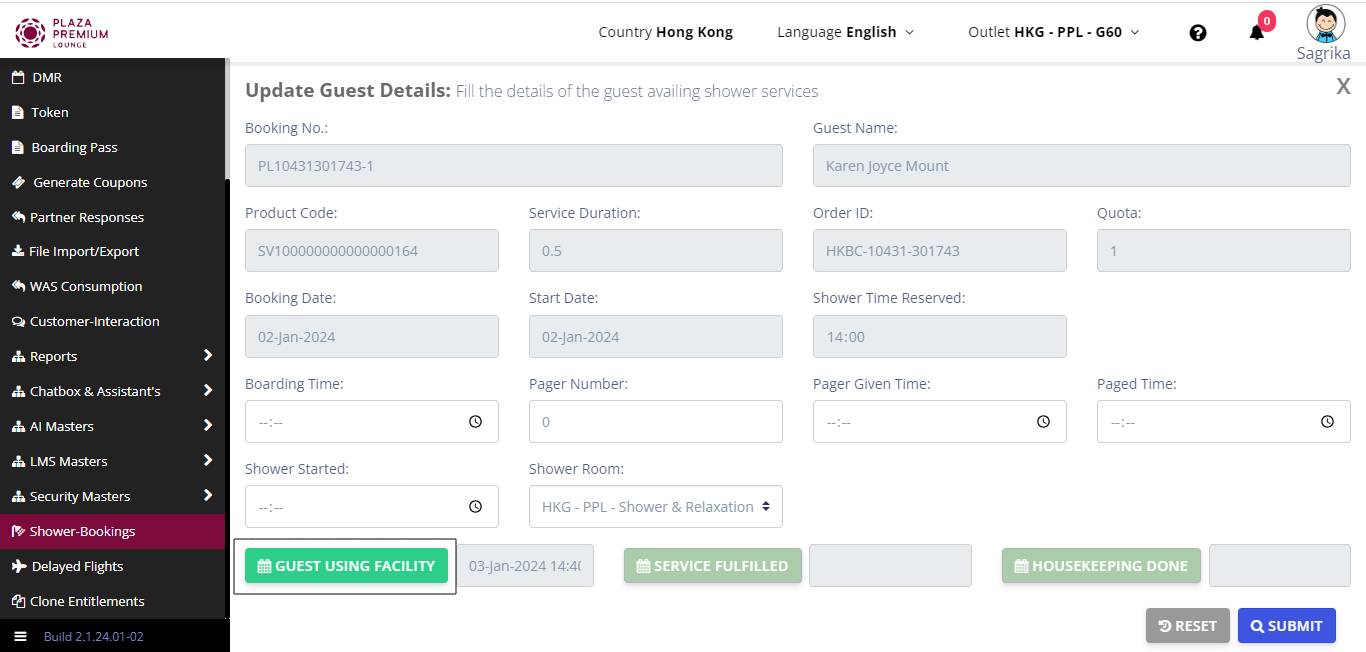 PLAZA
PREMIUM
LOUNGE
Country Hong Kong
Language English
Outlet HKG - PPL - G60
?
0
Sagrika
DMR
Token
Boarding Pass
Generate Coupons
Partner Responses
File Import/Export
WAS Consumption
Customer-Interaction
Reports
Chatbox & Assistant's
AI Masters
LMS Masters
Security Masters
Shower-Bookings
Delayed Flights
Clone Entitlements
Build 2.1.24.01-02
Update Guest Details: Fill the details of the guest availing shower services
X
Booking No.: Guest Name:
PL10431301743-1 Karen Joyce Mount
Product Code: Service Duration: Order ID: Quota:
SV100000000000000164 0.5 HKBC-10431-301743 1
Booking Date: Start Date: Shower Time Reserved:
02-Jan-2024 02-Jan-2024 14:00
Boarding Time: Pager Number: Pager Given Time: Paged Time:
--:-- 0 --:-- --:--
Shower Started: Shower Room:
--:-- HKG - PPL - Shower & Relaxation
GUEST USING FACILITY 03-Jan-2024 14:40 SERVICE FULFILLED HOUSEKEEPING DONE
RESET SUBMIT